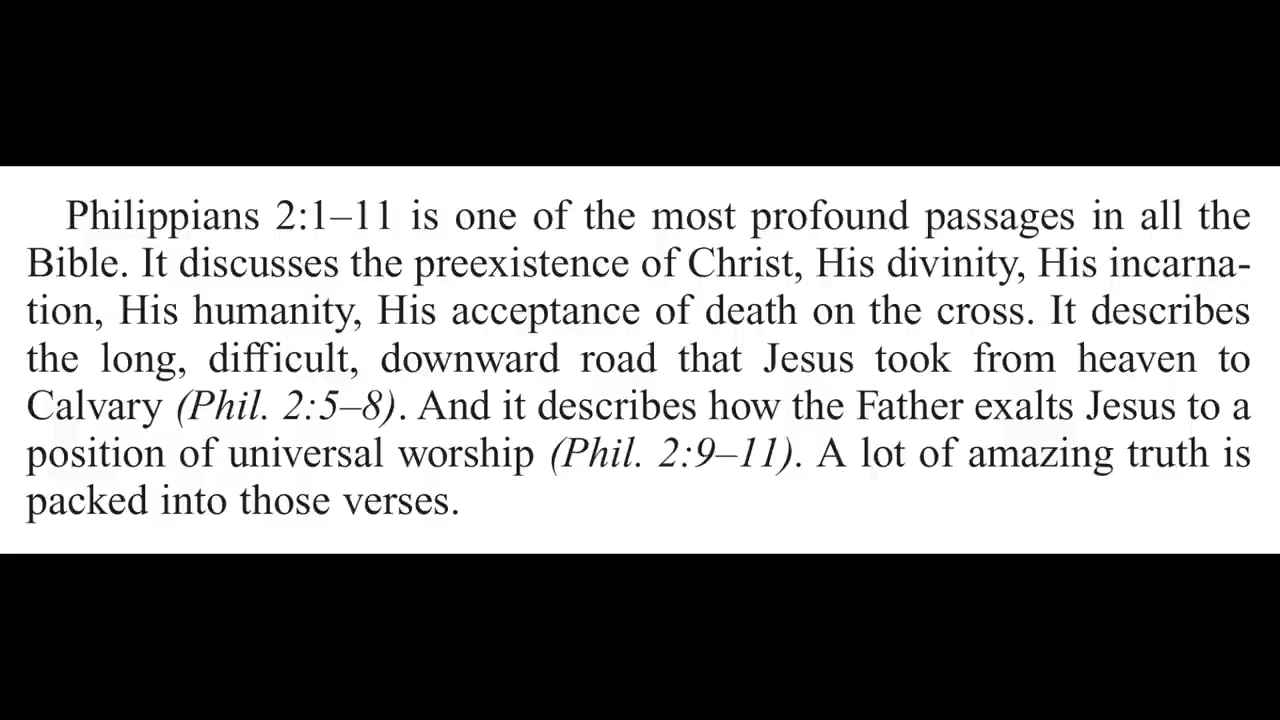 Philippians 2:1–11 is one of the most profound passages in all the
Bible. It discusses the preexistence of Christ, His divinity, His incarna-
tion, His humanity, His acceptance of death on the cross. It describes
the long, difficult, downward road that Jesus took from heaven to
Calvary (Phil. 2:5–8). And it describes how the Father exalts Jesus to a
position of universal worship (Phil. 2:9–11). A lot of amazing truth is
packed into those verses.